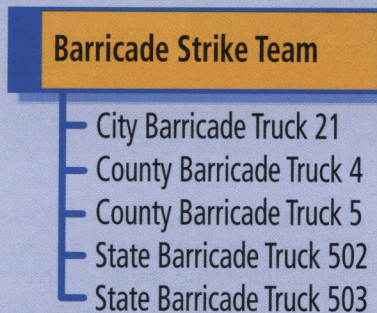 Barricade Strike Team
City Barricade Truck 21
County Barricade Truck 4
County Barricade Truck 5
State Barricade Truck 502
State Barricade Truck 503